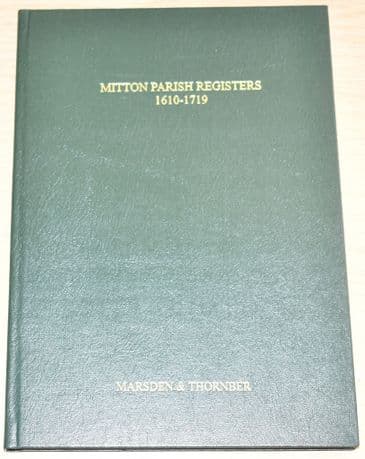 MITTON PARISH REGISTERS
1610-1719
MARSDEN & THORNBER